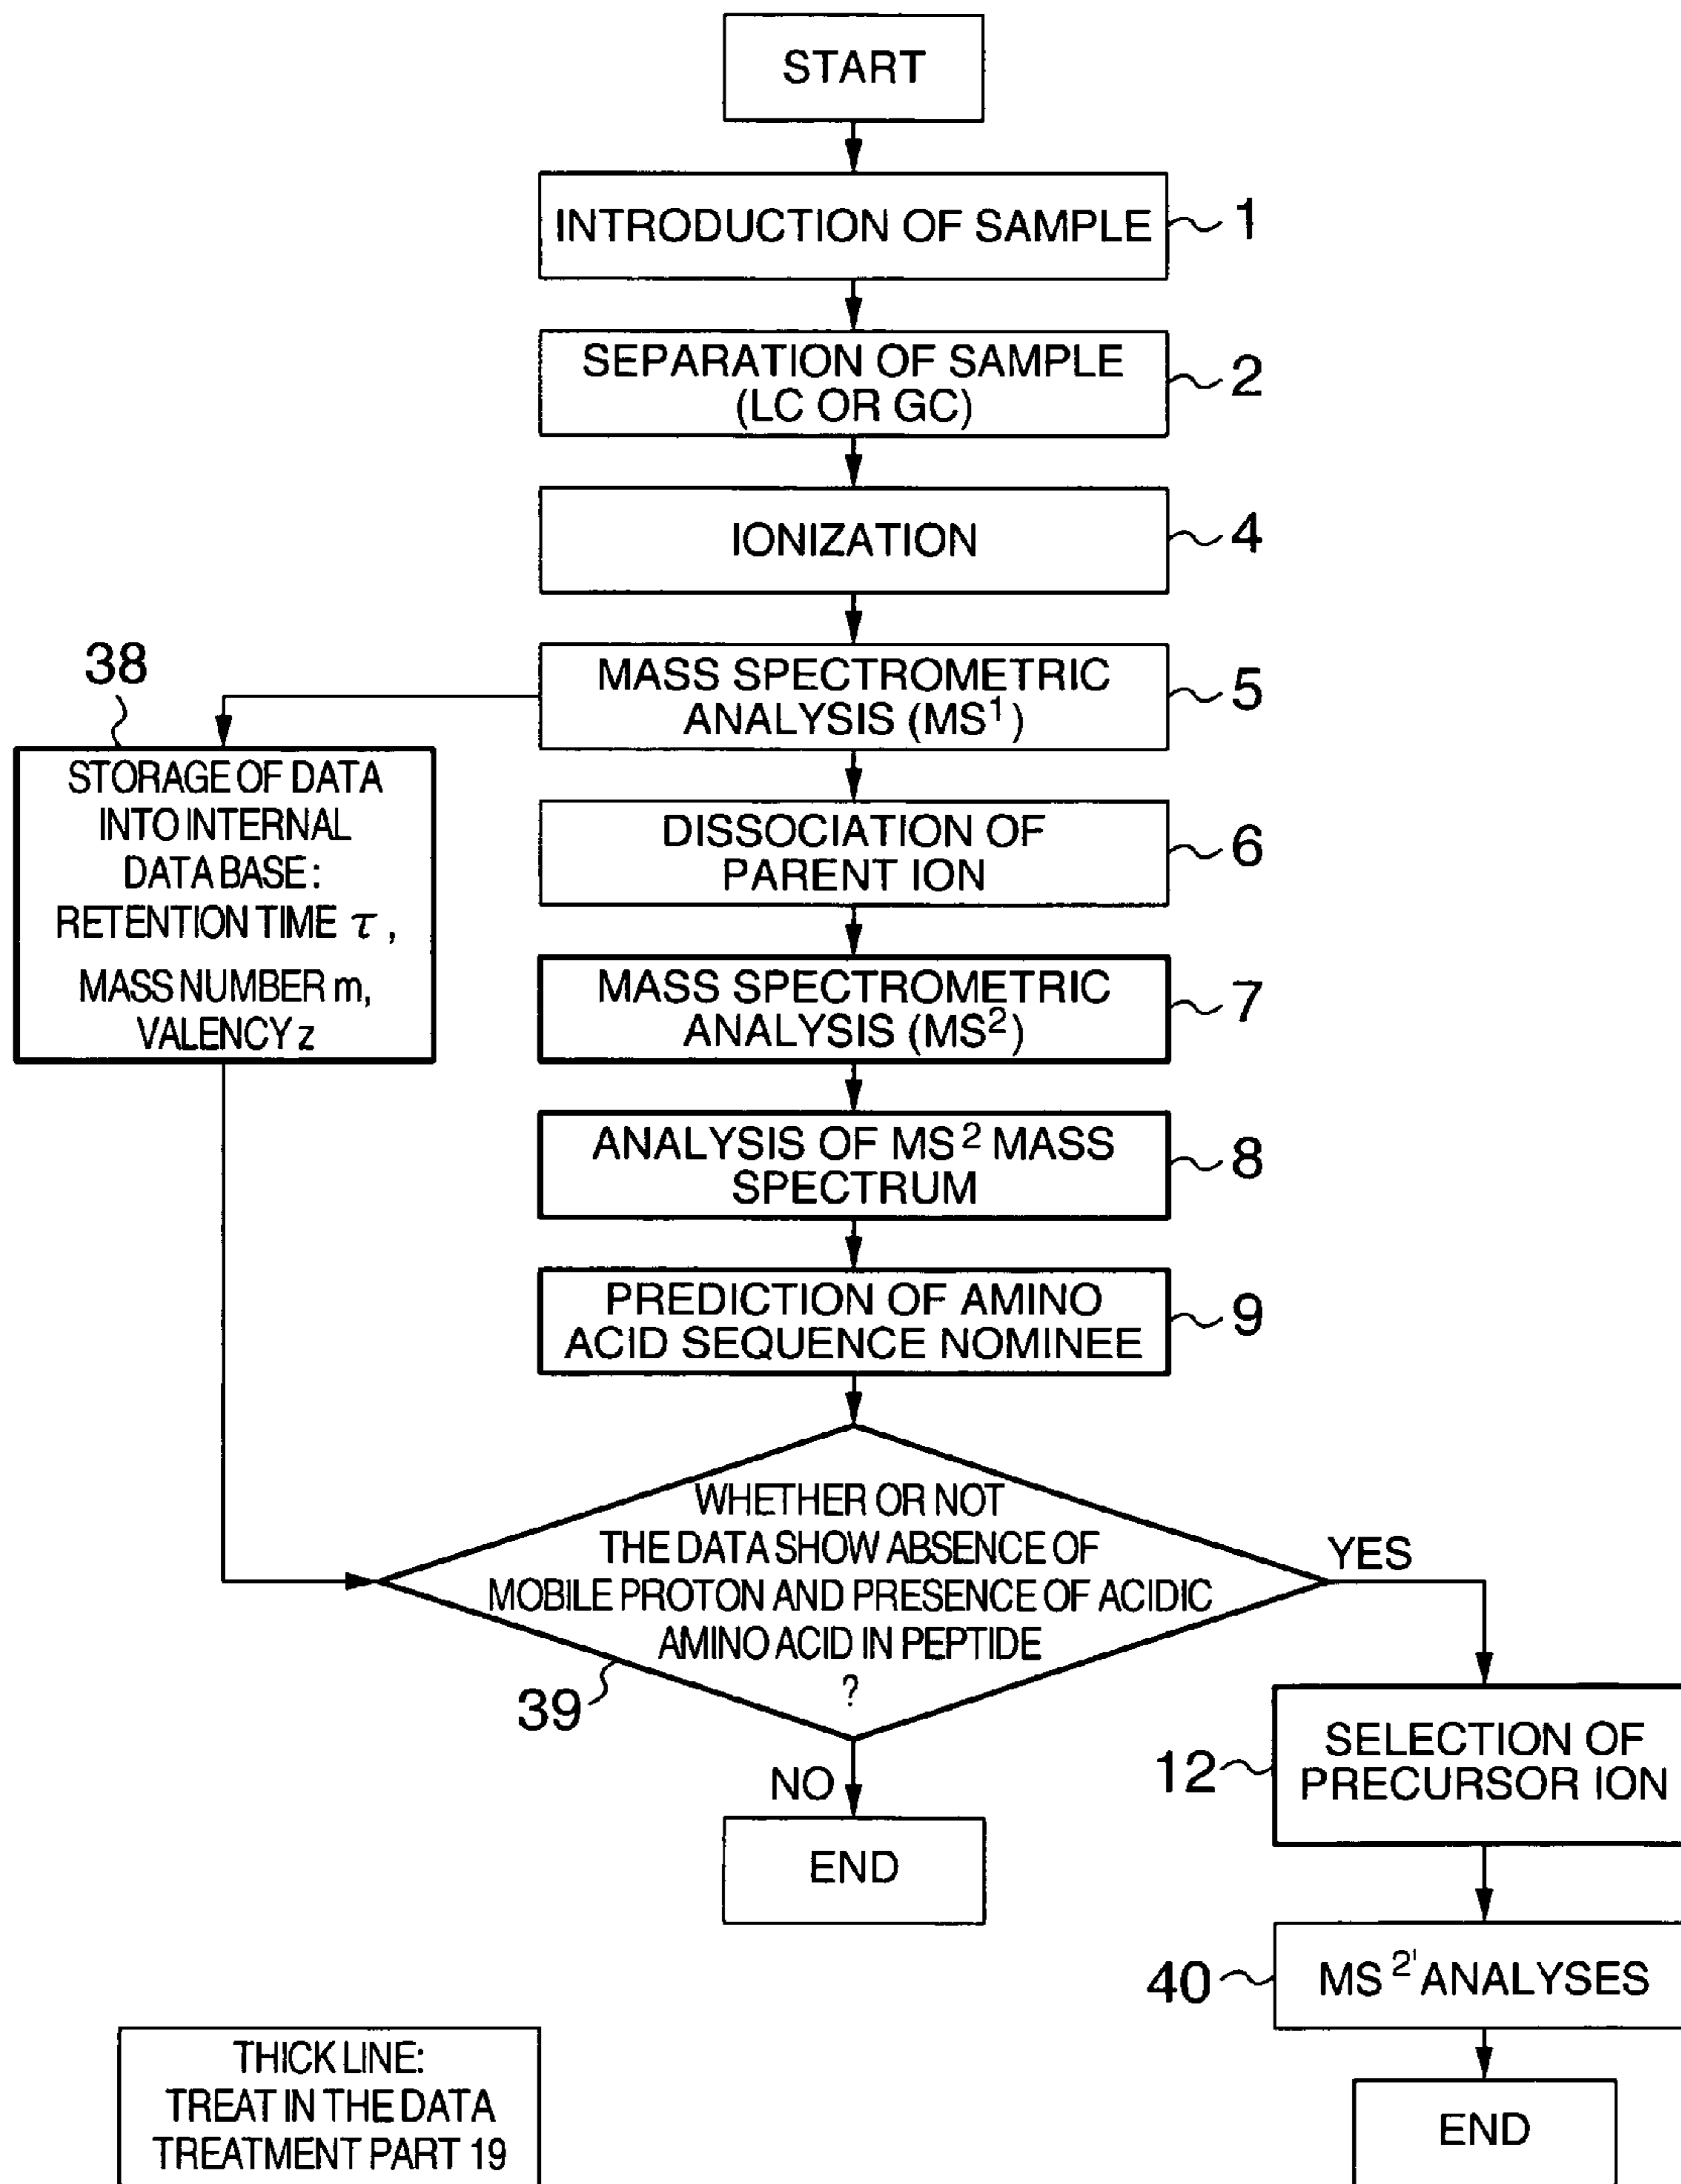 START
INTRODUCTION OF SAMPLE
1
SEPARATION OF SAMPLE
(LC OR GC)
2
IONIZATION
4
MASS SPECTROMETRIC
ANALYSIS (MS¹)
5
38
STORAGE OF DATA
INTO INTERNAL
DATA BASE:
RETENTION TIME τ,
MASS NUMBER m,
VALENCY z
DISSOCIATION OF
PARENT ION
6
MASS SPECTROMETRIC
ANALYSIS (MS²)
7
ANALYSIS OF MS² MASS
SPECTRUM
8
PREDICTION OF AMINO
ACID SEQUENCE NOMINEE
9
WHETHER OR NOT
THE DATA SHOW ABSENCE OF
MOBILE PROTON AND PRESENCE OF ACIDIC
AMINO ACID IN PEPTIDE
?
39
YES
NO
END
12
SELECTION OF
PRECURSOR ION
40
MS²' ANALYSES
END
THICK LINE:
TREAT IN THE DATA
TREATMENT PART 19